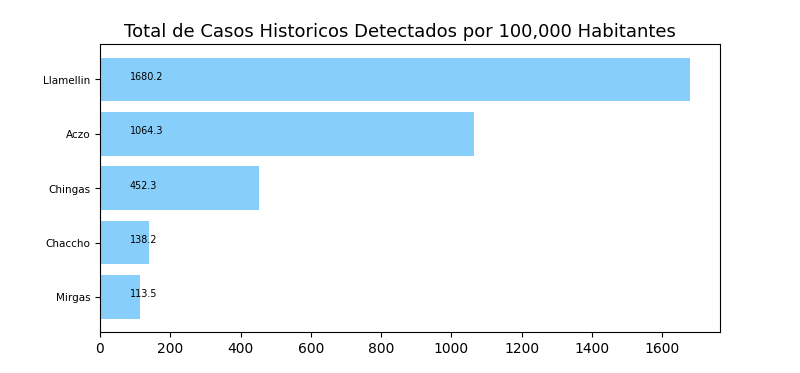 Total de Casos Historicos Detectados por 100,000 Habitantes
Llamellin 1680.2
Aczo 1064.3
Chingas 452.3
Chaccho 138.2
Mirgas 113.5
0 200 400 600 800 1000 1200 1400 1600